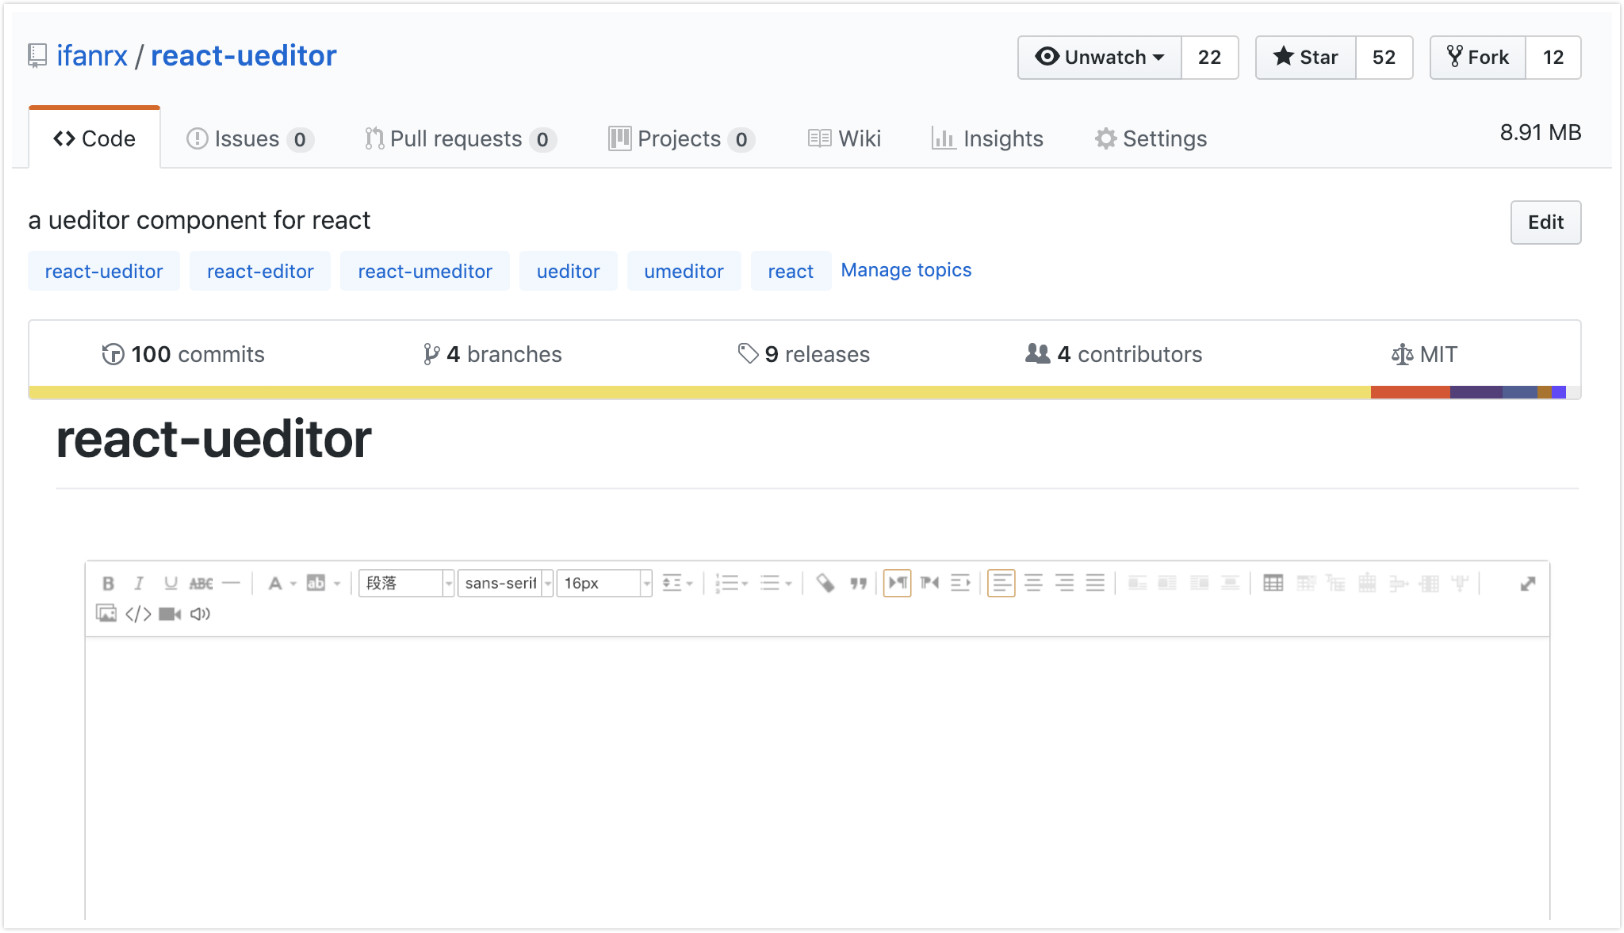 ifanrx / react-ueditor Unwatch 22 Star 52 Fork 12
Code Issues 0 Pull requests 0 Projects 0 Wiki Insights Settings 8.91 MB
a ueditor component for react Edit
react-ueditor react-editor react-umeditor ueditor umeditor react Manage topics
100 commits 4 branches 9 releases 4 contributors MIT
react-ueditor
B I U ABC A ab 段落 sans-serif 16px